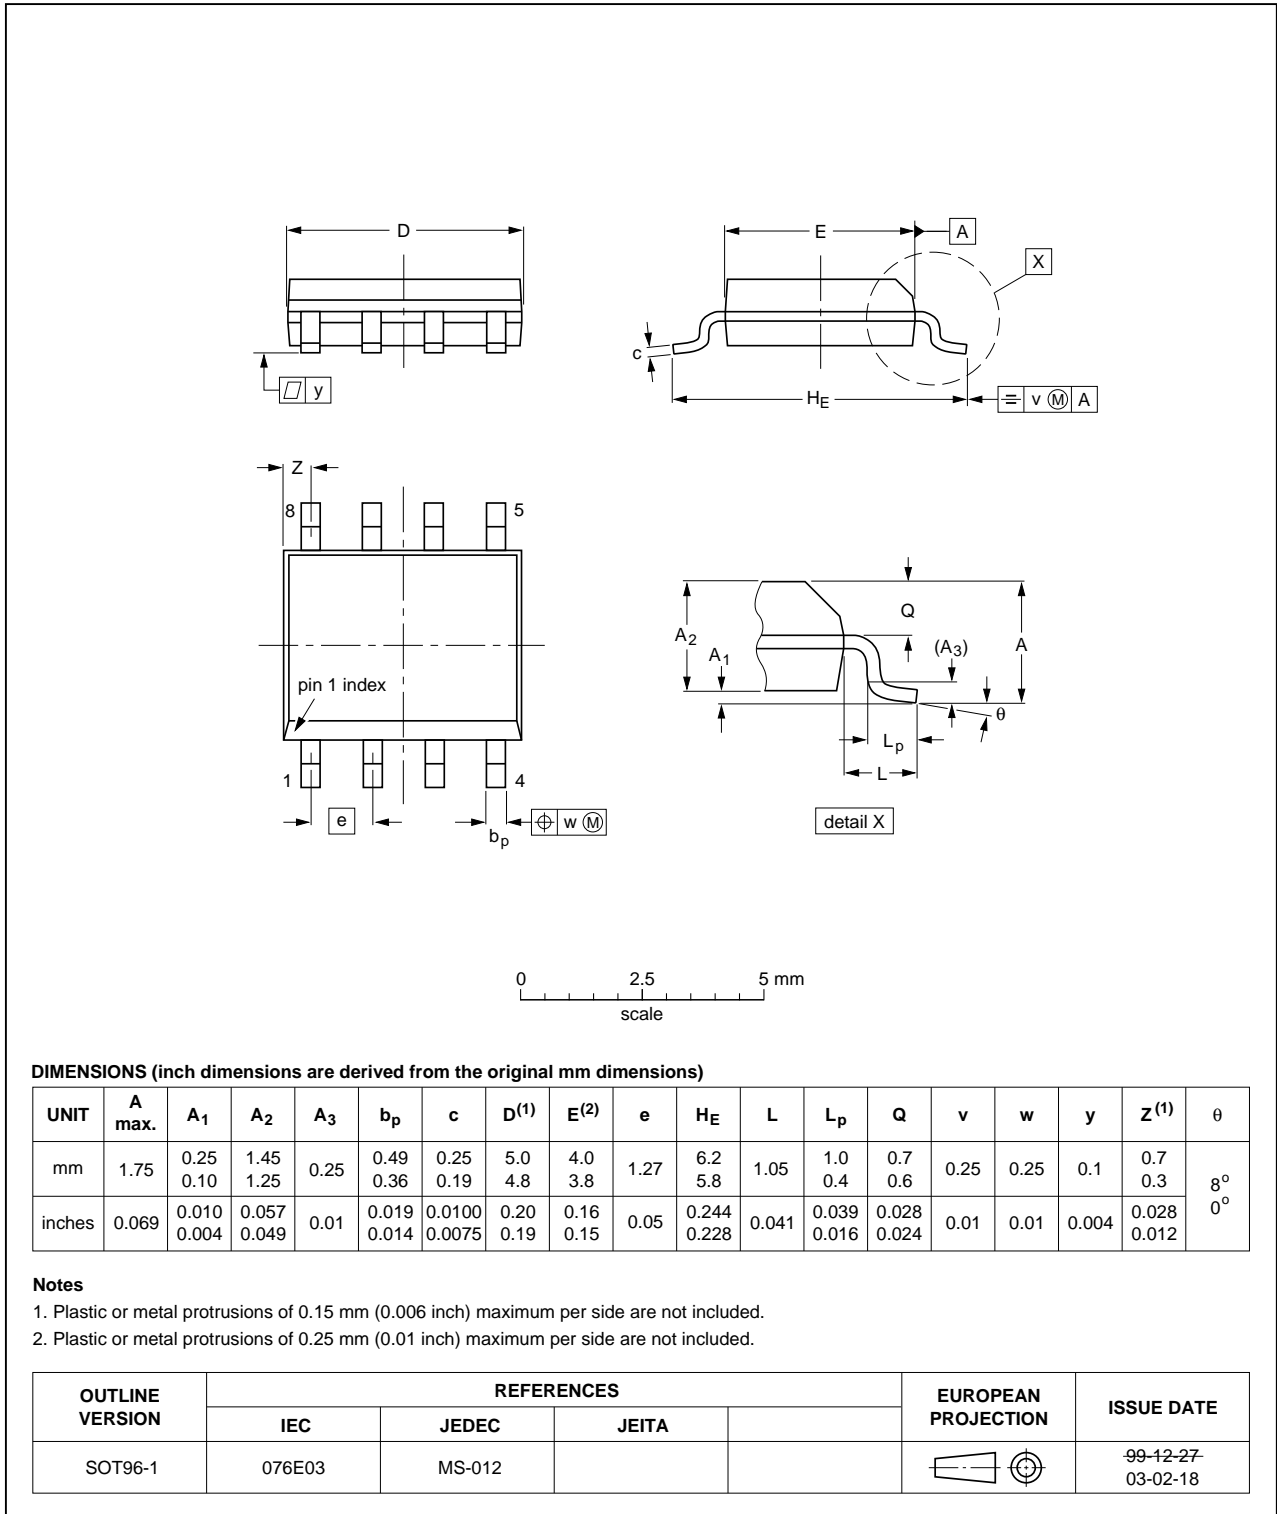 D
E
A
X
c
y
HE
v M A
Z
8
5
pin 1 index
1
4
e
bp
w M
A2
A1
Q
(A3)
A
θ
Lp
L
detail X
0 2.5 5 mm
scale
DIMENSIONS (inch dimensions are derived from the original mm dimensions)
UNIT A max. A1 A2 A3 bp c D(1) E(2) e HE L Lp Q v w y Z(1) θ
mm 1.75 0.25 0.10 1.45 1.25 0.25 0.49 0.36 0.25 0.19 5.0 4.8 4.0 3.8 1.27 6.2 5.8 1.05 1.0 0.4 0.7 0.6 0.25 0.25 0.1 0.7 0.3 8° 0°
inches 0.069 0.010 0.004 0.057 0.049 0.01 0.019 0.014 0.0100 0.0075 0.20 0.19 0.16 0.15 0.05 0.244 0.228 0.041 0.039 0.016 0.028 0.024 0.01 0.01 0.004 0.028 0.012
Notes
1. Plastic or metal protrusions of 0.15 mm (0.006 inch) maximum per side are not included.
2. Plastic or metal protrusions of 0.25 mm (0.01 inch) maximum per side are not included.
OUTLINE VERSION REFERENCES EUROPEAN PROJECTION ISSUE DATE
IEC JEDEC JEITA
SOT96-1 076E03 MS-012 99-12-27
03-02-18